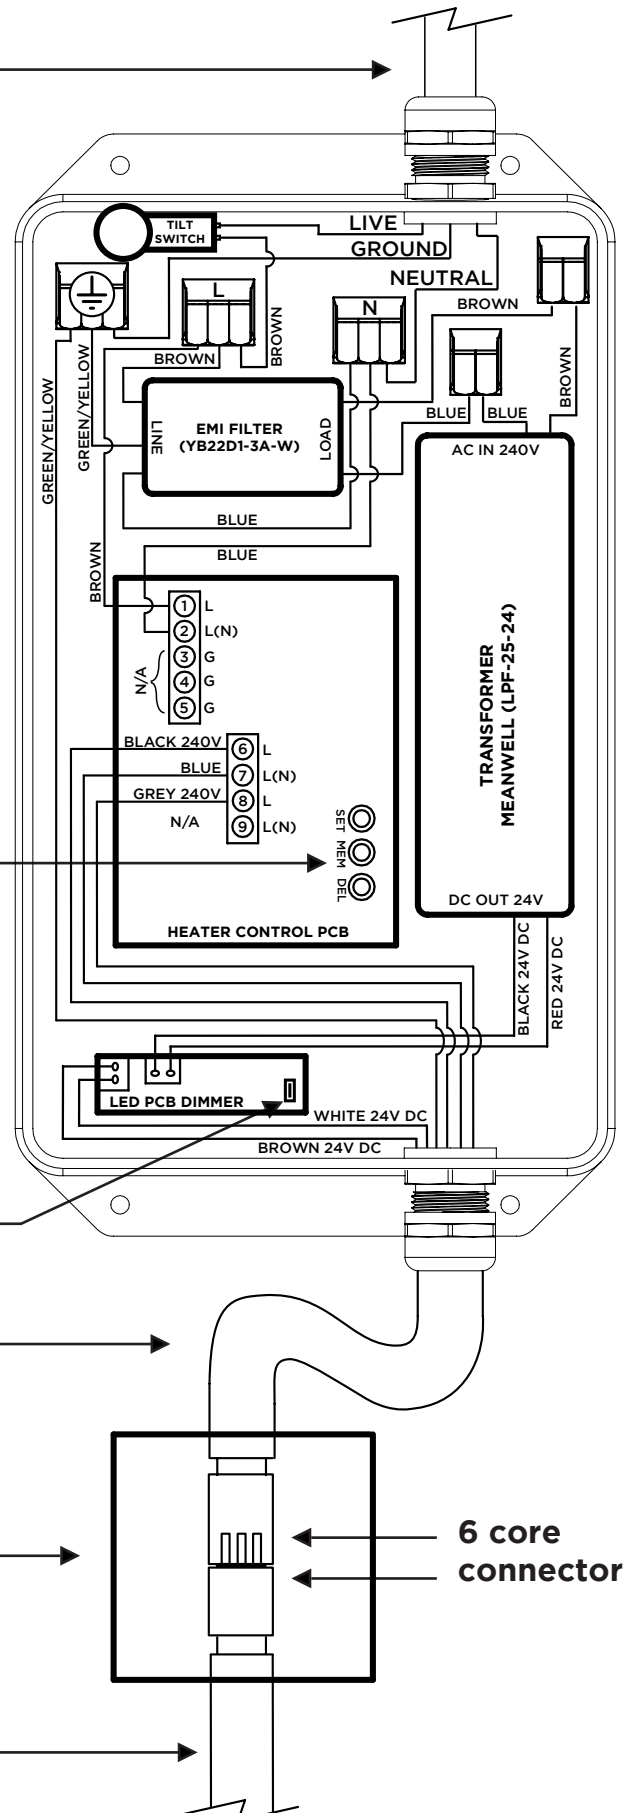 TILT
SWITCH
LIVE
GROUND
NEUTRAL
L
N
BROWN
BROWN
BROWN
BROWN
GREEN/YELLOW
GREEN/YELLOW
BLUE
BLUE
LINE
EMI FILTER
(YB22D1-3A-W)
LOAD
AC IN 240V
BLUE
BLUE
BROWN
1 L
2 L(N)
3 G
4 G
5 G
N/A
TRANSFORMER
MEANWELL (LPF-25-24)
BLACK 240V 6 L
BLUE 7 L(N)
GREY 240V 8 L
N/A 9 L(N)
SET
MEM
DEL
DC OUT 24V
HEATER CONTROL PCB
BLACK 24V DC
RED 24V DC
LED PCB DIMMER
WHITE 24V DC
BROWN 24V DC
6 core
connector